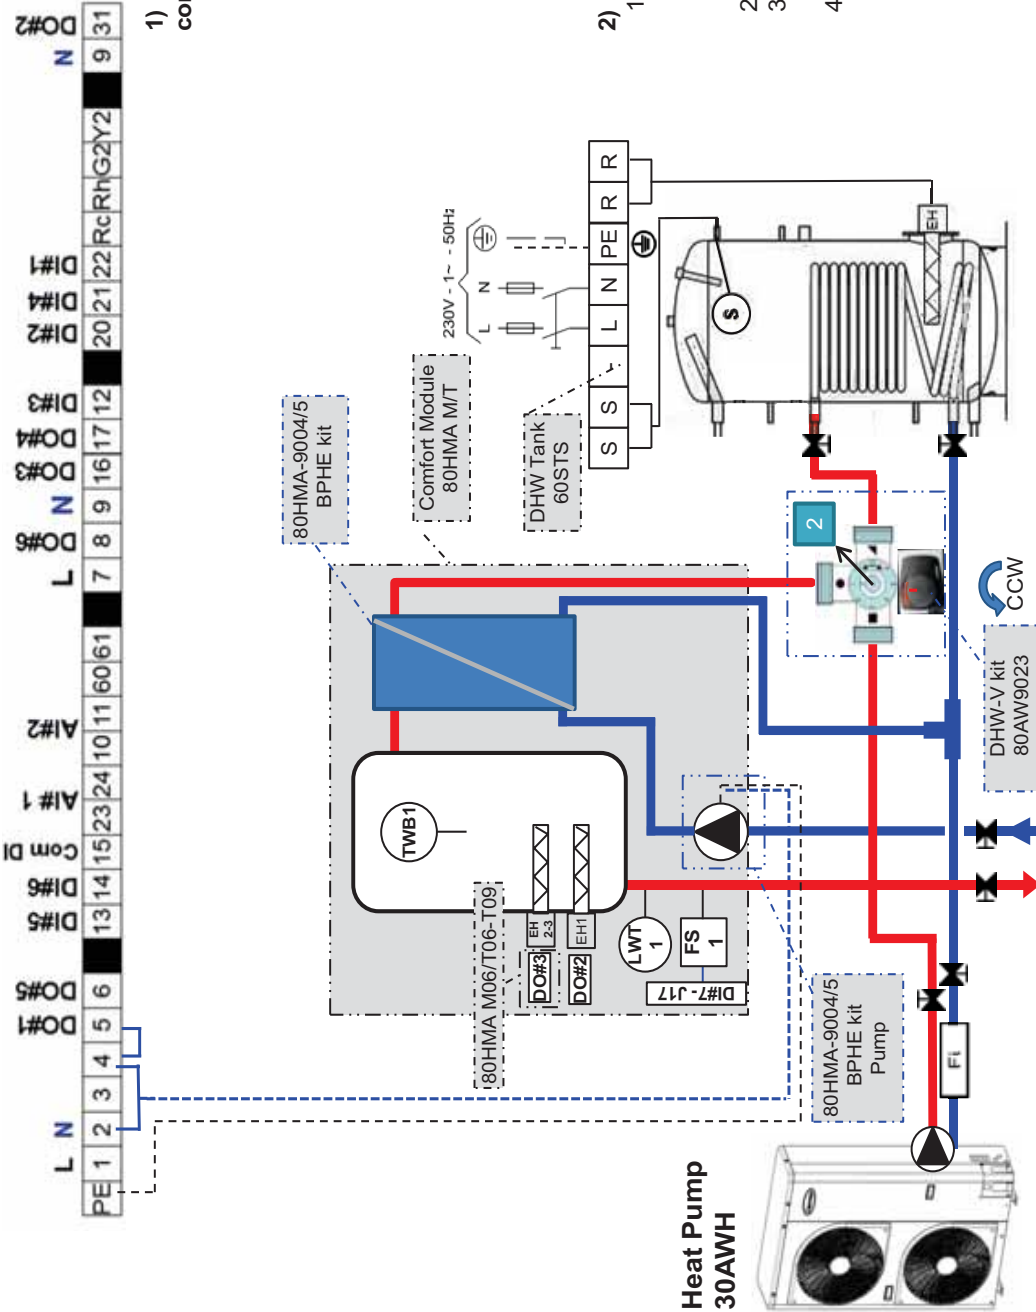 DO#2
N
DI#1
DI#4
DI#2
DI#3
DO#4
DO#3
N
DO#6
L
AI#2
AI# 1
Com DI
DI#6
DI#5
DO#5
DO#1
N
L
PE 1 2 3 4 5 6 13 14 15 23 24 10 11 60 61 7 8 9 16 17 12 20 21 22 Rc Rh G2 Y2 9 31
1)
2)
1
2
3
4
80HMA-9004/5
BPHE kit
Comfort Module
80HMA M/T
DHW Tank
60STS
230V - 1~ - 50Hz
L N
S S L N PE R R
S
EH
TWB1
80HMA M06/T06-T09
EH
2-3
EH1
DO#3
DO#2
LWT
1
FS
1
DI#7- J17
2
CCW
DHW-V kit
80AW9023
80HMA-9004/5
BPHE kit
Pump
Fi
Heat Pump
30AWH